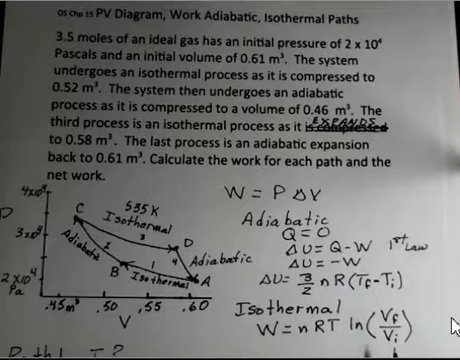 OS Chp 15 PV Diagram, Work Adiabatic, Isothermal Paths
3.5 moles of an ideal gas has an initial pressure of 2 x 10⁴
Pascals and an initial volume of 0.61 m³. The system
undergoes an isothermal process as it is compressed to
0.52 m³. The system then undergoes an adiabatic
process as it is compressed to a volume of 0.46 m³. The
EXPANDS
third process is an isothermal process as it is compressed
to 0.58 m³. The last process is an adiabatic expansion
back to 0.61 m³. Calculate the work for each path and the
net work.
W = P ΔV
Adiabatic
Q = 0
ΔU = Q - W 1st Law
ΔU = - W
ΔU = 3/2 n R (Tf - Ti)
Isothermal
W = n R T ln (Vf/Vi)
4x10⁴
P
3x10⁴
2 x10⁴
Pa
C
535 K
Isothermal
3
D
Adiabatic
2
4
Adiabatic
B
1
A
Isothermal
.45m³ .50 .55 .60
V